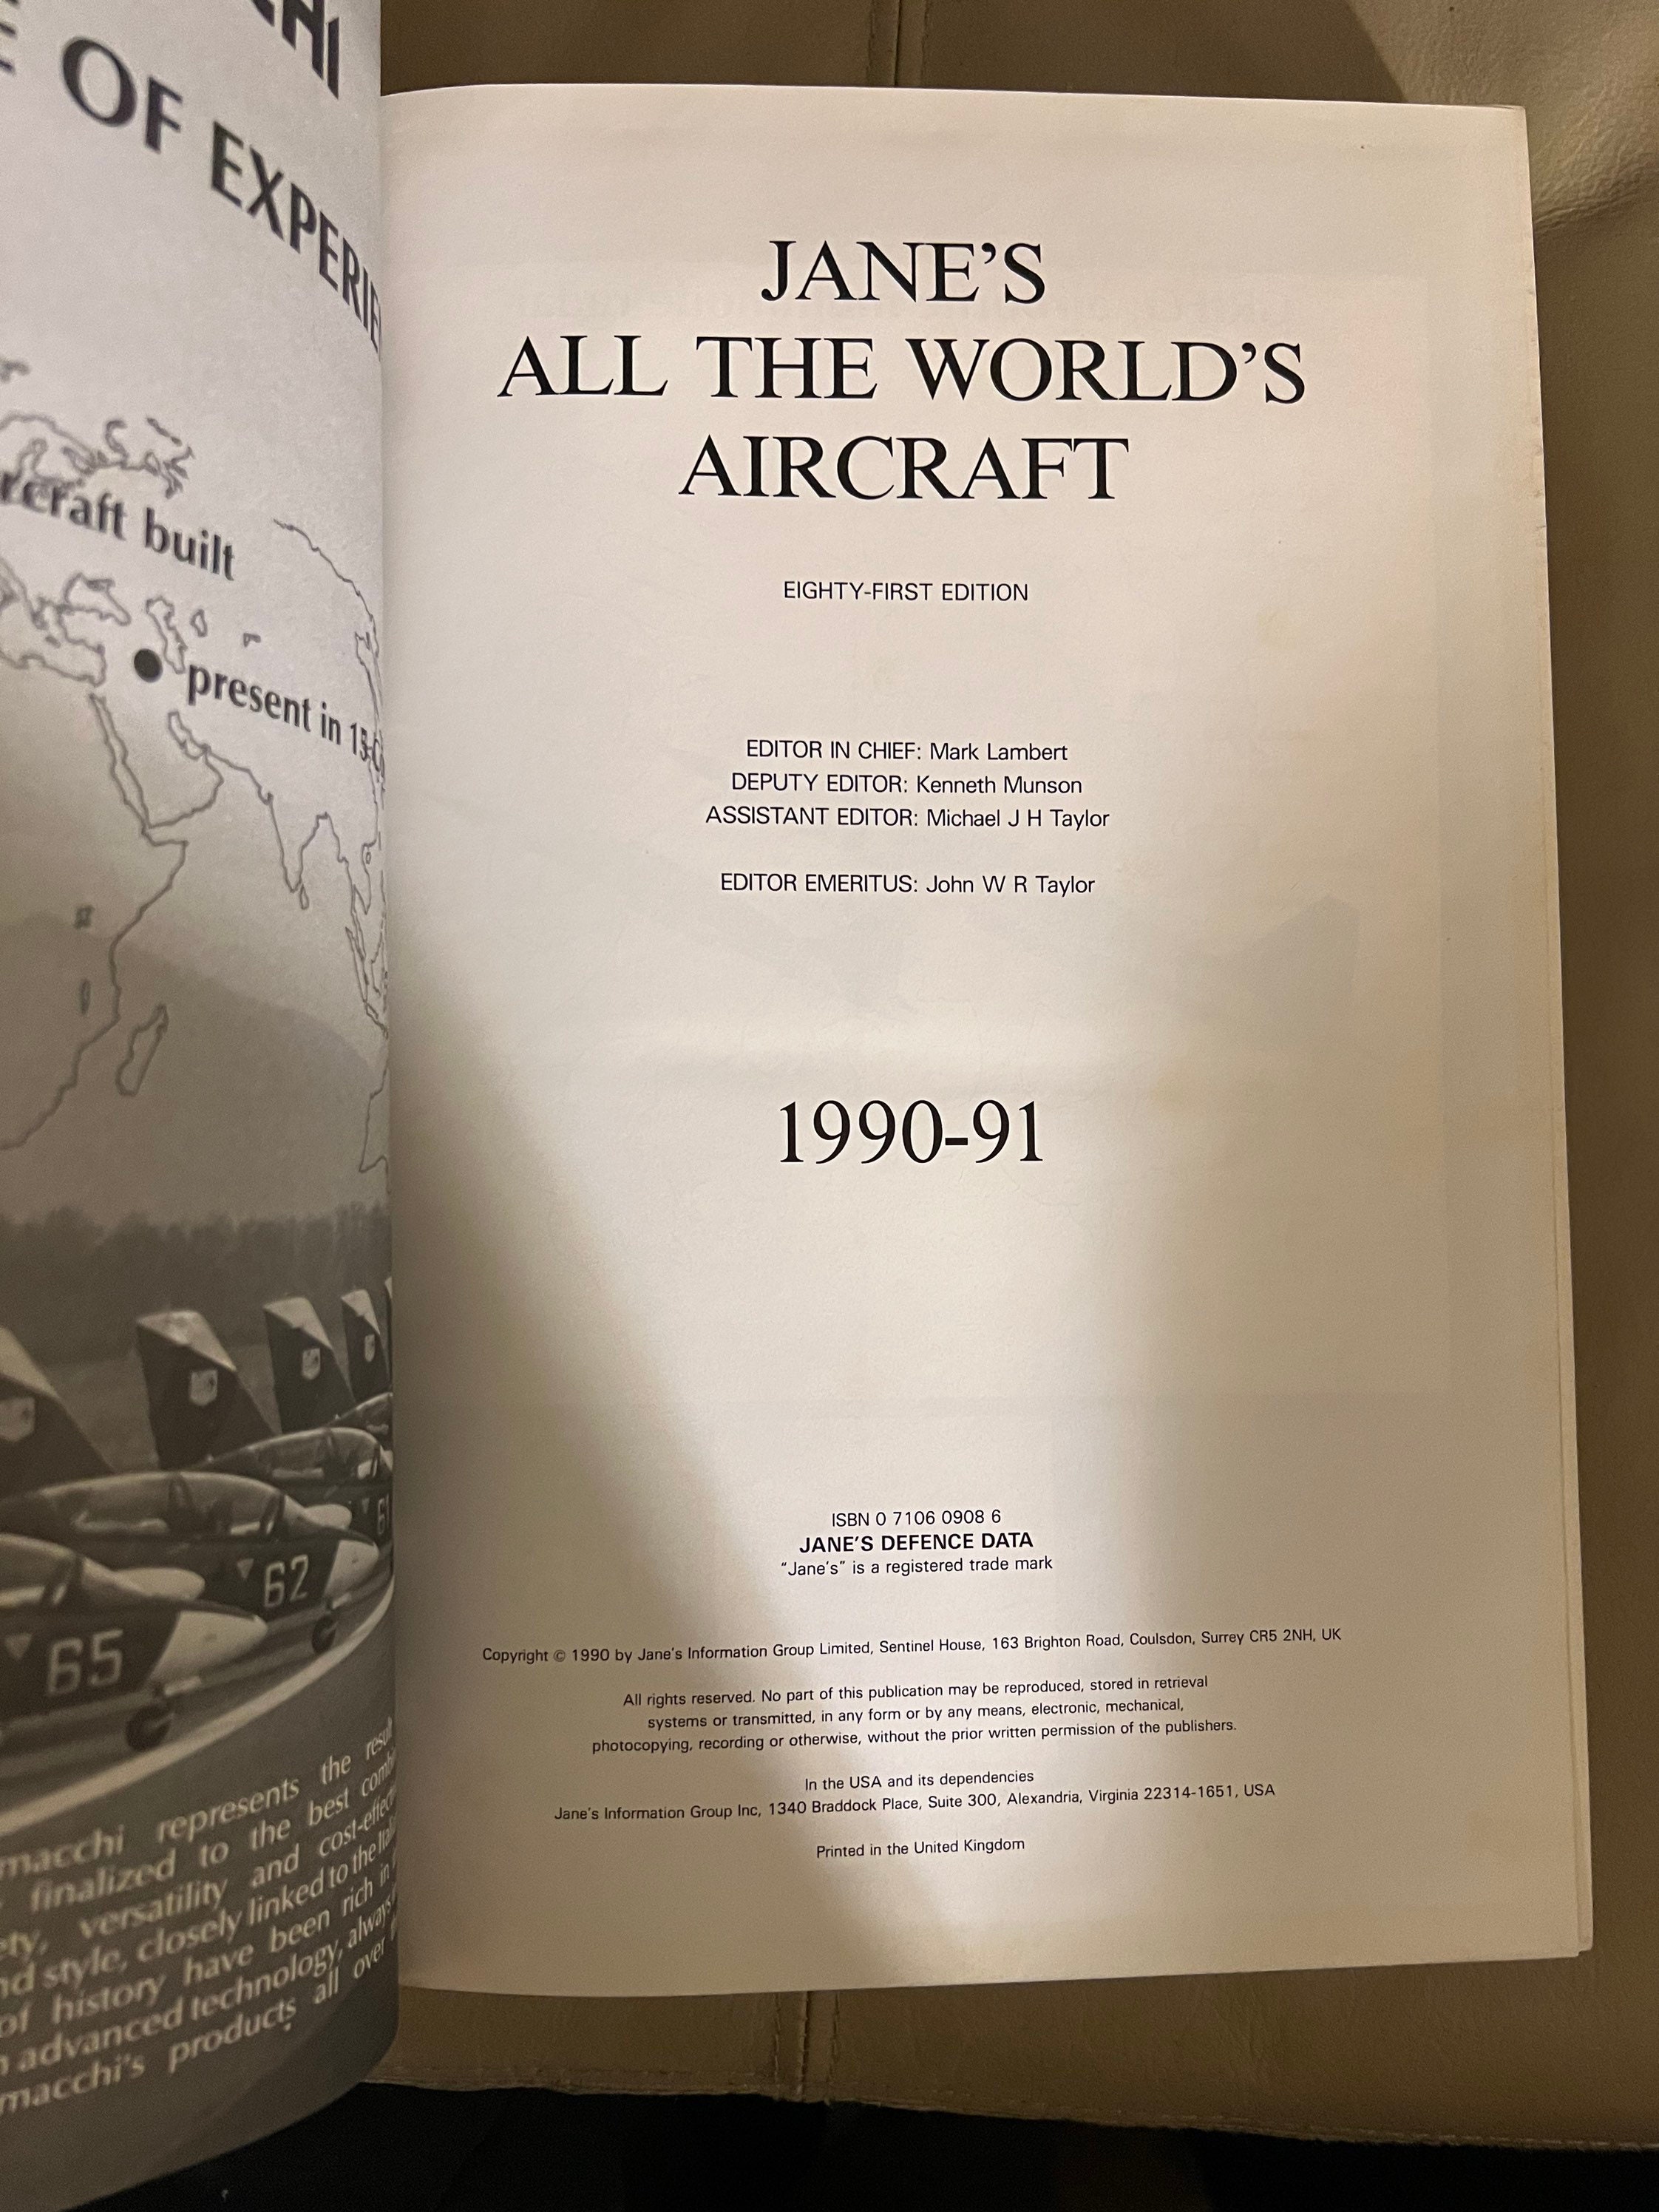 OF EXPERIE
rcraft built
present in 15
61
62
65
macchi represents the
finalized to the best
versatility and cost-effec
nd style, closely linked to the
of history have been rich in
advanced technology, always
macchi's products all over
JANE'S
ALL THE WORLD'S
AIRCRAFT
EIGHTY-FIRST EDITION
EDITOR IN CHIEF: Mark Lambert
DEPUTY EDITOR: Kenneth Munson
ASSISTANT EDITOR: Michael J H Taylor
EDITOR EMERITUS: John W R Taylor
1990-91
ISBN 0 7106 0908 6
JANE'S DEFENCE DATA
“Jane's” is a registered trade mark
Copyright © 1990 by Jane's Information Group Limited, Sentinel House, 163 Brighton Road, Coulsdon, Surrey CR5 2NH, UK
All rights reserved. No part of this publication may be reproduced, stored in retrieval
systems or transmitted, in any form or by any means, electronic, mechanical,
photocopying, recording or otherwise, without the prior written permission of the publishers.
In the USA and its dependencies
Jane's Information Group Inc, 1340 Braddock Place, Suite 300, Alexandria, Virginia 22314-1651, USA
Printed in the United Kingdom